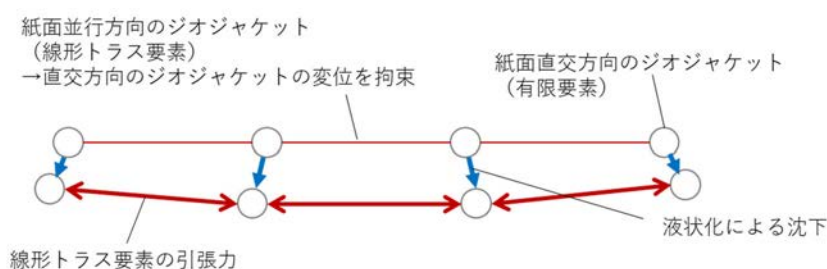 紙面並行方向のジオジャケット
（線形トラス要素）
→直交方向のジオジャケットの変位を拘束
紙面直交方向のジオジャケット
（有限要素）
液状化による沈下
線形トラス要素の引張力